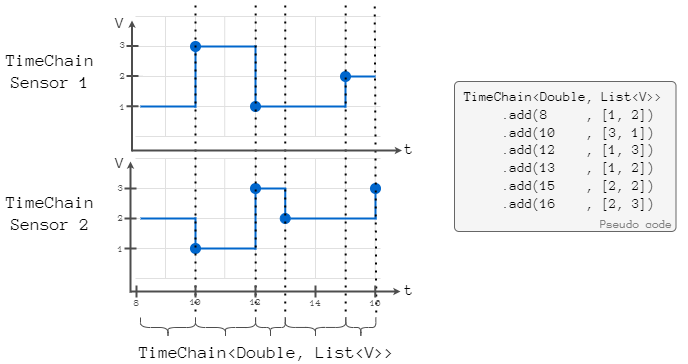 V
3
2
1
t
TimeChain
Sensor 1
V
3
2
1
t
8
10
12
14
16
TimeChain
Sensor 2
TimeChain<Double, List<V>>
TimeChain<Double, List<V>>
.add(8 , [1, 2])
.add(10 , [3, 1])
.add(12 , [1, 3])
.add(13 , [1, 2])
.add(15 , [2, 2])
.add(16 , [2, 3])
Pseudo code